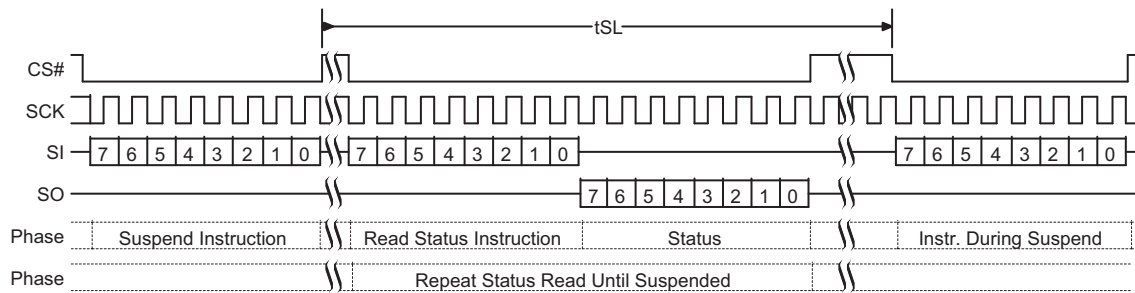 tSL
CS#
SCK
SI 7 6 5 4 3 2 1 0 7 6 5 4 3 2 1 0 7 6 5 4 3 2 1 0
SO 7 6 5 4 3 2 1 0
Phase Suspend Instruction Read Status Instruction Status Instr. During Suspend
Phase Repeat Status Read Until Suspended